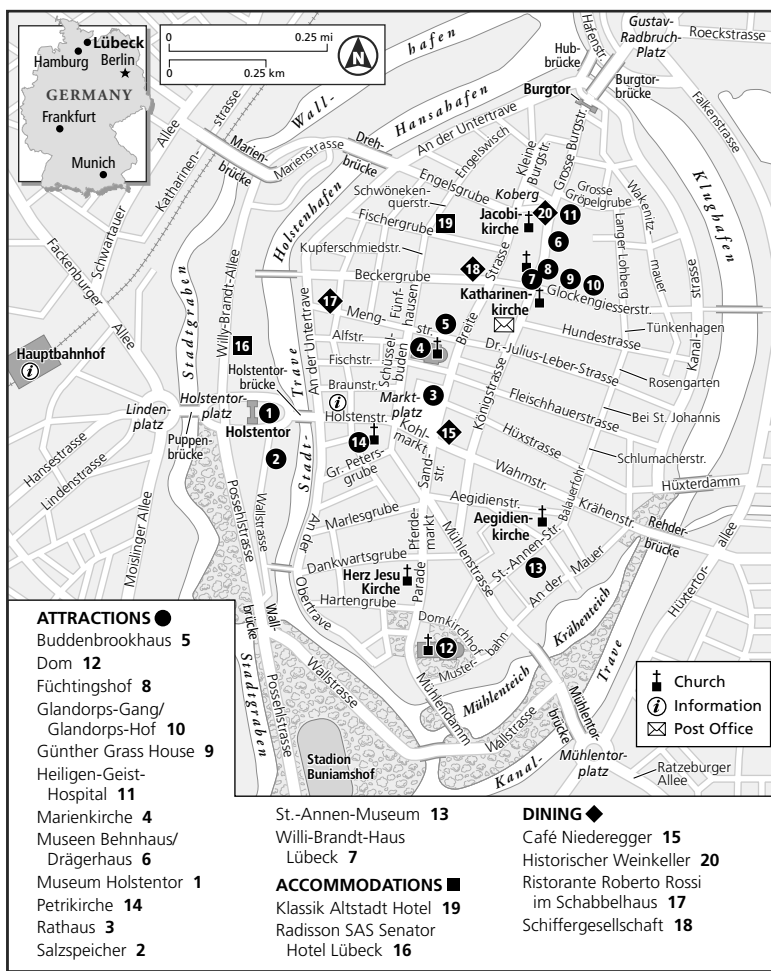 Lübeck
Hamburg
Berlin
GERMANY
Frankfurt
Munich
0
0.25 mi
0
0.25 km
N
Hafenstr.
Gustav-
Radbruch-
Platz
Roeckstrasse
Hub-
brücke
Burgtor-
brücke
Burgtor
Falkenstrasse
Wall-
hafen
Hansahafen
Klughafen
Holstenhafen
Dreh-
brücke
Marien-
brücke
Marienstrasse
An der Untertrave
Engelswisch
Engelsgrube
Kleine
Burgstr.
Grosse Burgstr.
Koberg
Grosse
Gröpelgrube
Wakenitz-
mauer
Langer Lohberg
Schwöneken-
querstr.
Fischergrube
Jacobi-
kirche
19
20
11
6
Kupferschmiedstr.
Beckergrube
18
8
7
9
10
Katharinen-
kirche
Glockengiesserstr.
Kanal-
strasse
Tünkenhagen
Hundestrasse
Dr.-Julius-Leber-Strasse
Rosengarten
Fleischhauerstrasse
Bei St. Johannis
Hüxstrasse
Schlumacherstr.
Hüxterdamm
Wahmstr.
Krähenstr.
Rehder-
brücke
Hüxtertor-
allee
Balauerfohr
Breite
Strasse
Königstrasse
Fünf-
hausen
17
Meng-
str.
5
4
Alfstr.
Fischstr.
Braunstr.
Schüssel-
buden
Markt-
platz
3
Holstenstr.
Kohl-
markt
15
14
Gr. Peters-
grube
Sand-
str.
Aegidienstr.
Aegidien-
kirche
St.-Annen-Str.
13
An der
Mauer
Marlesgrube
Pferde-
markt
Dankwartsgrube
Herz Jesu
Kirche
Parade
Hartengrube
Mühlenstrasse
Domkirchhof
12
Muster-
bahn
Mühlendamm
Mühlenteich
Krähenteich
Trave
Kanal-
Mühlentor-
brücke
Mühlentor-
platz
Ratzeburger
Allee
Wallstrasse
Wallstrasse
Wall-
brücke
An der
Obertrave
An der Untertrave
Stadt-
Trave
Holstentor-
brücke
Holstentor-
platz
16
1
Holstentor
2
Wallstrasse
Possehlstrasse
Possehlstrasse
Stadtgraben
Stadtgraben
Willy-Brandt-Allee
Katharinen-
strasse
Schwartauer
Allee
Fackenburger
Allee
Hauptbahnhof
Linden-
platz
Puppen-
brücke
Hansestrasse
Lindenstrasse
Moislinger Allee
Stadion
Buniamshof
Church
Information
Post Office
ATTRACTIONS
Buddenbrookhaus 5
Dom 12
Füchtingshof 8
Glandorps-Gang/
Glandorps-Hof 10
Günther Grass House 9
Heiligen-Geist-
Hospital 11
Marienkirche 4
Museen Behnhaus/
Drägerhaus 6
Museum Holstentor 1
Petrikirche 14
Rathaus 3
Salzspeicher 2
St.-Annen-Museum 13
Willi-Brandt-Haus
Lübeck 7
ACCOMMODATIONS
Klassik Altstadt Hotel 19
Radisson SAS Senator
Hotel Lübeck 16
DINING
Café Niederegger 15
Historischer Weinkeller 20
Ristorante Roberto Rossi
im Schabbelhaus 17
Schiffergesellschaft 18